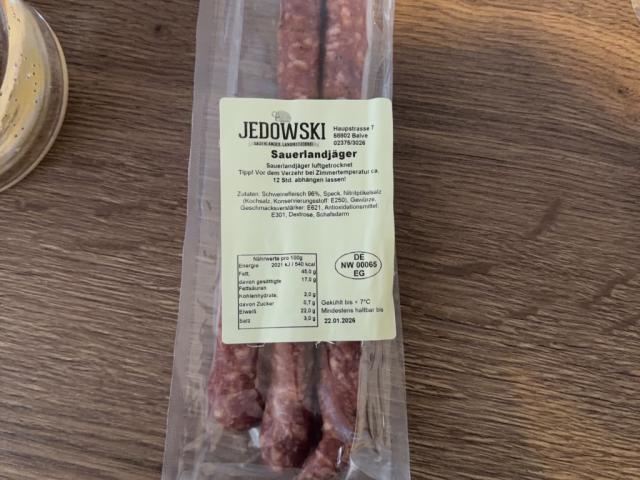 JEDOWSKI
SAUERLÄNDER LANDMETZGEREI
Haupstrasse 7
58802 Balve
02375/3026
Sauerlandjäger
Sauerlandjäger luftgetrocknet
Tipp! Vor dem Verzehr bei Zimmertemperatur ca.
12 Std. abhängen lassen!
Zutaten: Schweinefleisch 96%, Speck, Nitritpökelsalz
(Kochsalz, Konservierungsstoff: E250), Gewürze,
Geschmacksverstärker: E621, Antioxidationsmittel:
E301, Dextrose, Schafsdarm
Nährwerte pro 100g
Energie 2021 kJ / 540 kcal
Fett, 45,0 g
davon gesättigte 17,0 g
Fettsäuren
Kohlenhydrate, 2,0 g
davon Zucker 0,7 g
Eiweiß 22,0 g
Salz 3,0 g
DE
NW 00065
EG
Gekühlt bis + 7°C
Mindestens haltbar bis
22.01.2026